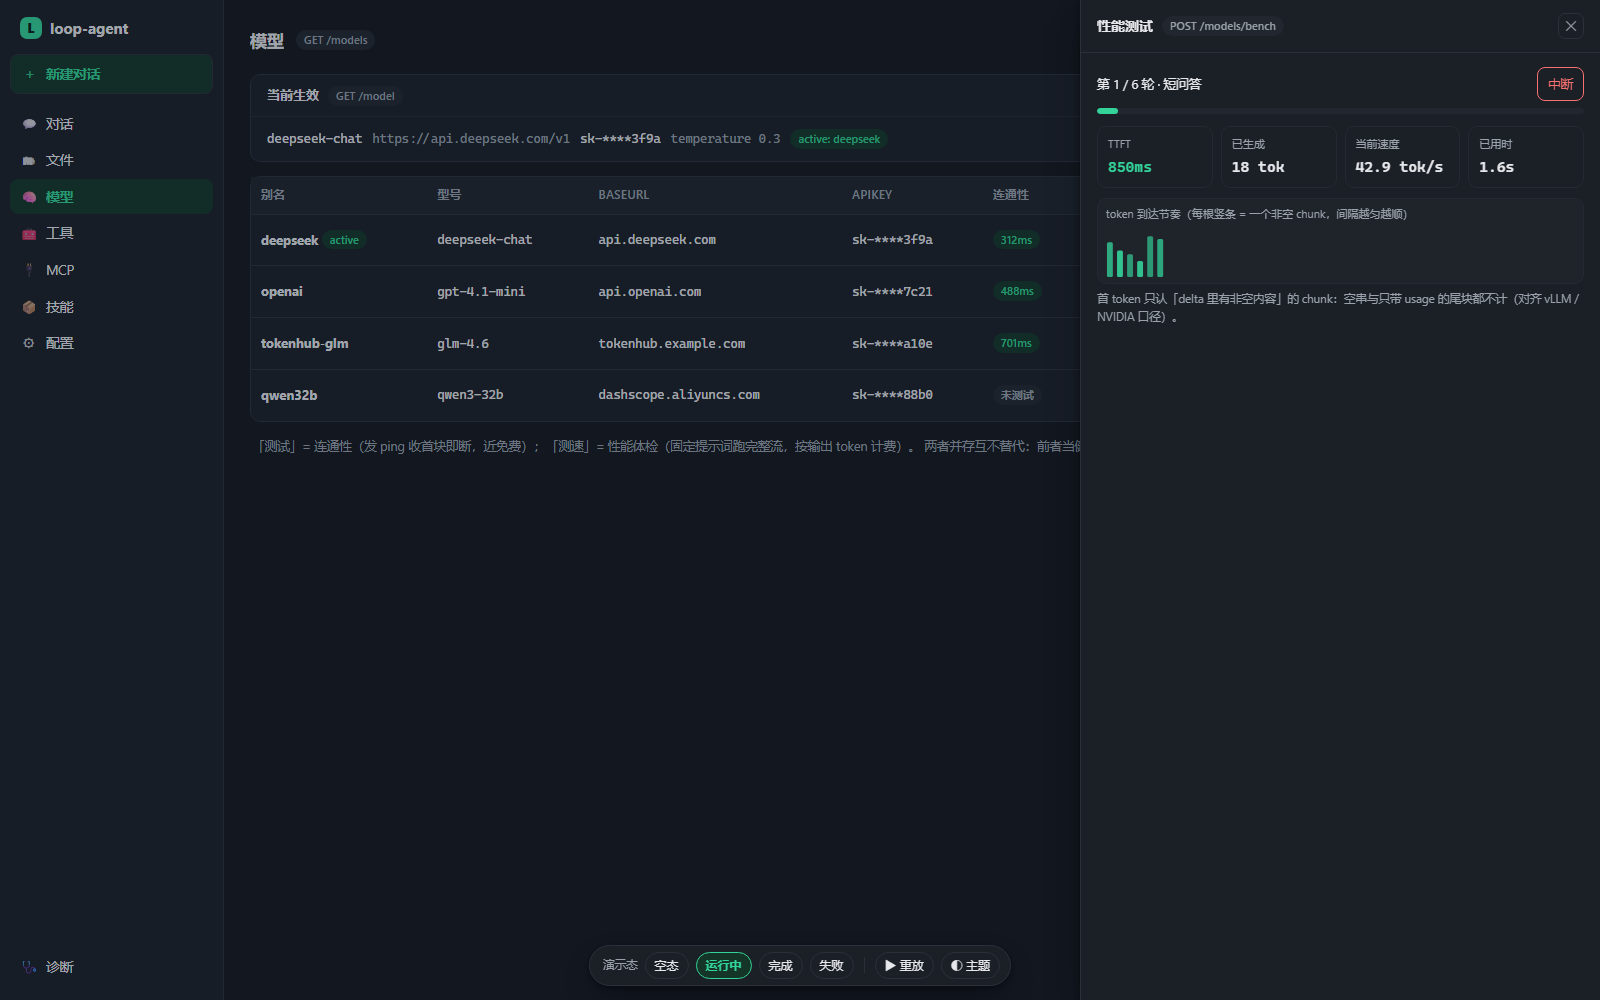 L loop-agent
+ 新建对话
对话
文件
模型
工具
MCP
技能
配置
诊断
模型 GET /models
当前生效 GET /model
deepseek-chat https://api.deepseek.com/v1 sk-****3f9a temperature 0.3 active: deepseek
别名 型号 BASEURL APIKEY 连通性
deepseek active deepseek-chat api.deepseek.com sk-****3f9a 312ms
openai gpt-4.1-mini api.openai.com sk-****7c21 488ms
tokenhub-glm glm-4.6 tokenhub.example.com sk-****a10e 701ms
qwen32b qwen3-32b dashscope.aliyuncs.com sk-****88b0 未测试
「测试」= 连通性（发 ping 收首块即断，近免费）；「测速」= 性能体检（固定提示词跑完整流，按输出 token 计费）。两者并存互不替代：前者当
性能测试 POST /models/bench
第 1 / 6 轮 · 短问答 中断
TTFT 已生成 当前速度 已用时
850ms 18 tok 42.9 tok/s 1.6s
token 到达节奏（每根竖条 = 一个非空 chunk，间隔越匀越顺）
首 token 只认「delta 里有非空内容」的 chunk：空串与只带 usage 的尾块都不计（对齐 vLLM /
NVIDIA 口径）。
演示态 空态 运行中 完成 失败 ▶ 重放 ◐ 主题